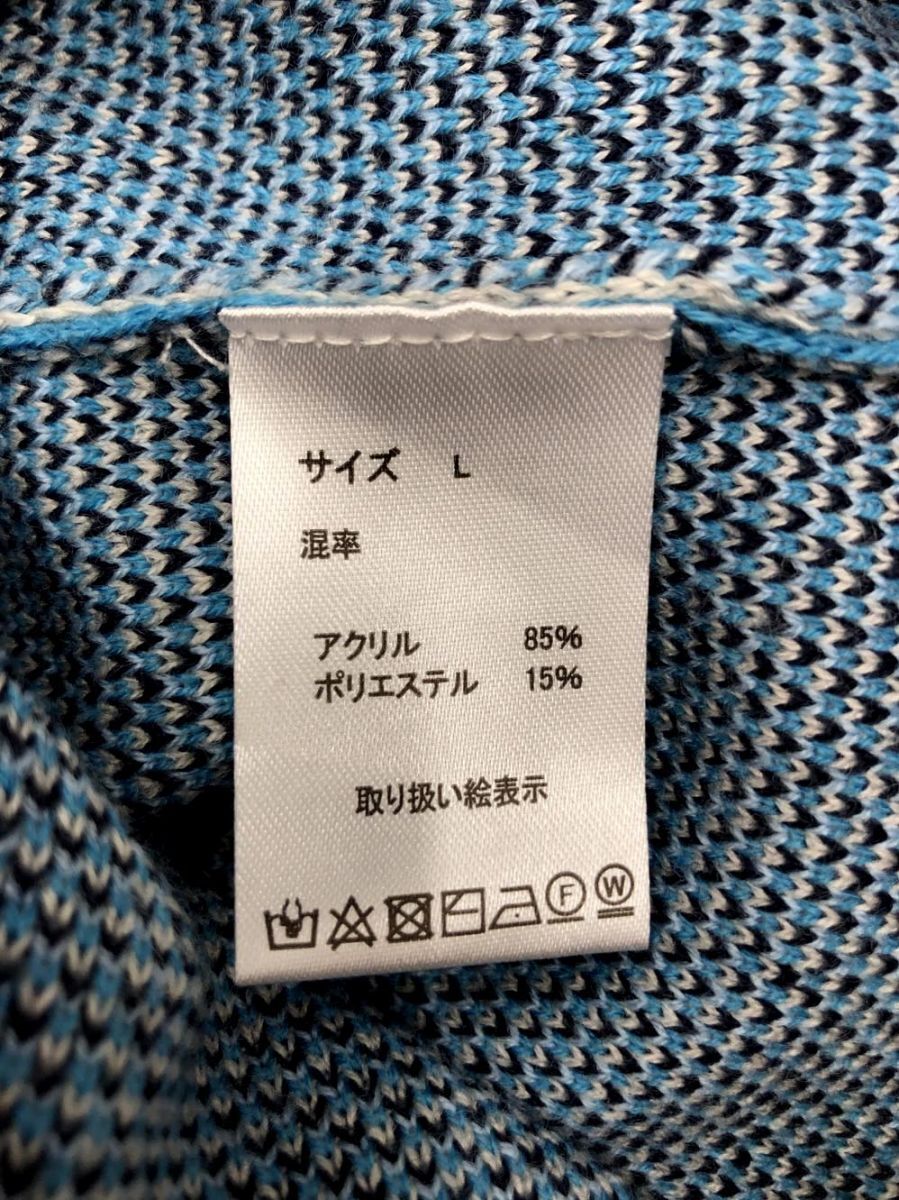 サイズ L
混率
アクリル 85%
ポリエステル 15%
取り扱い絵表示
F W